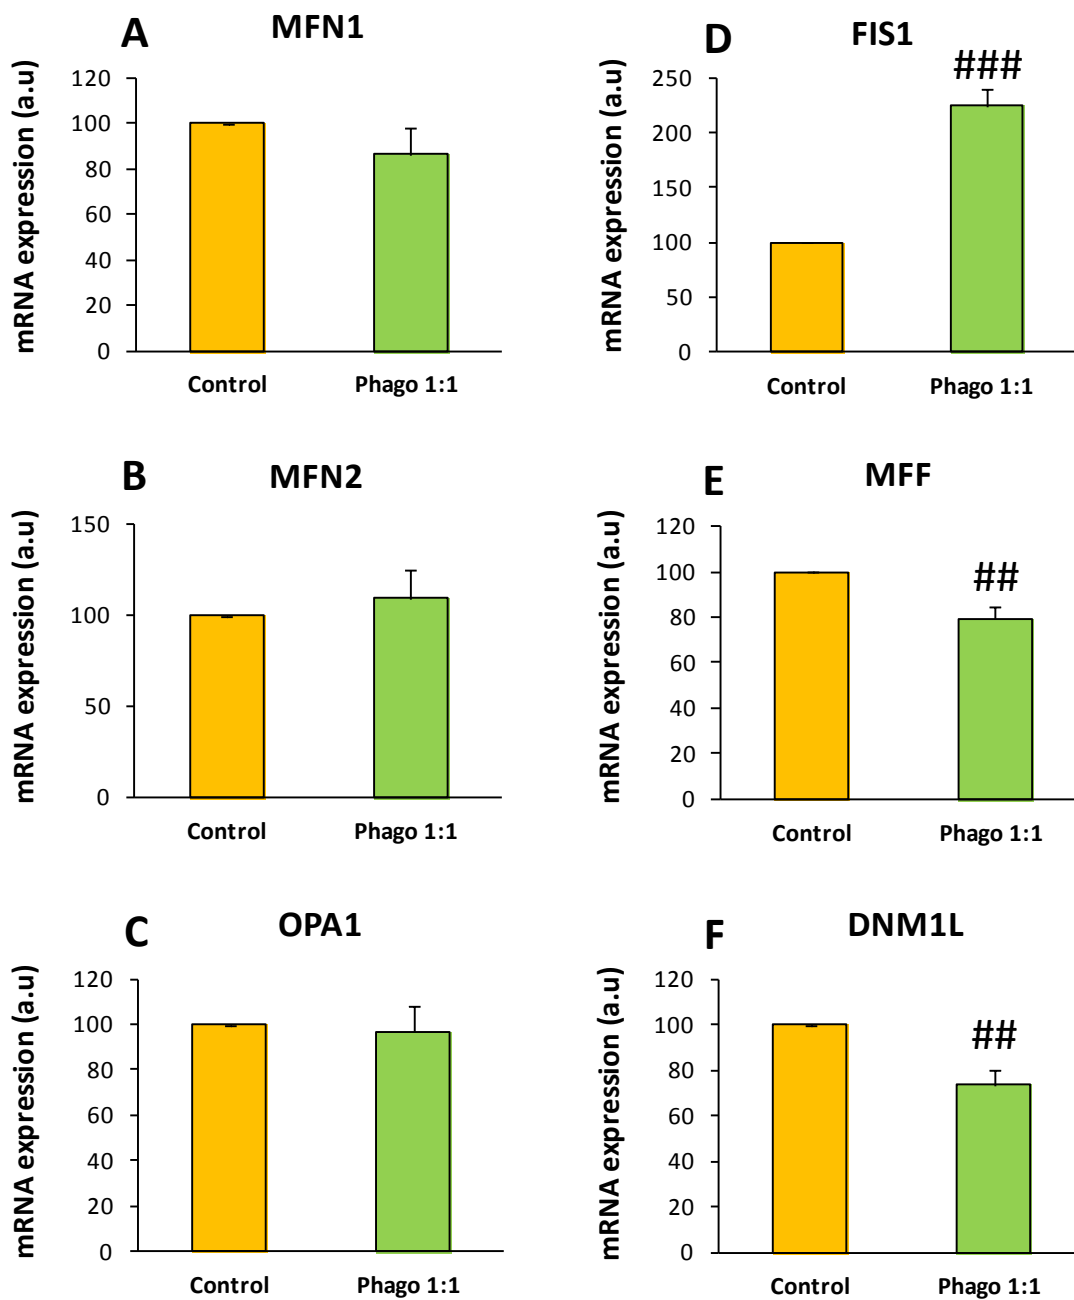 A
MFN1
mRNA expression (a.u)
120
100
80
60
40
20
0
Control
Phago 1:1
B
MFN2
mRNA expression (a.u)
150
100
50
0
Control
Phago 1:1
C
OPA1
mRNA expression (a.u)
120
100
80
60
40
20
0
Control
Phago 1:1
D
FIS1
###
mRNA expression (a.u)
250
200
150
100
50
0
Control
Phago 1:1
E
MFF
##
mRNA expression (a.u)
120
100
80
60
40
20
0
Control
Phago 1:1
F
DNM1L
##
mRNA expression (a.u)
120
100
80
60
40
20
0
Control
Phago 1:1